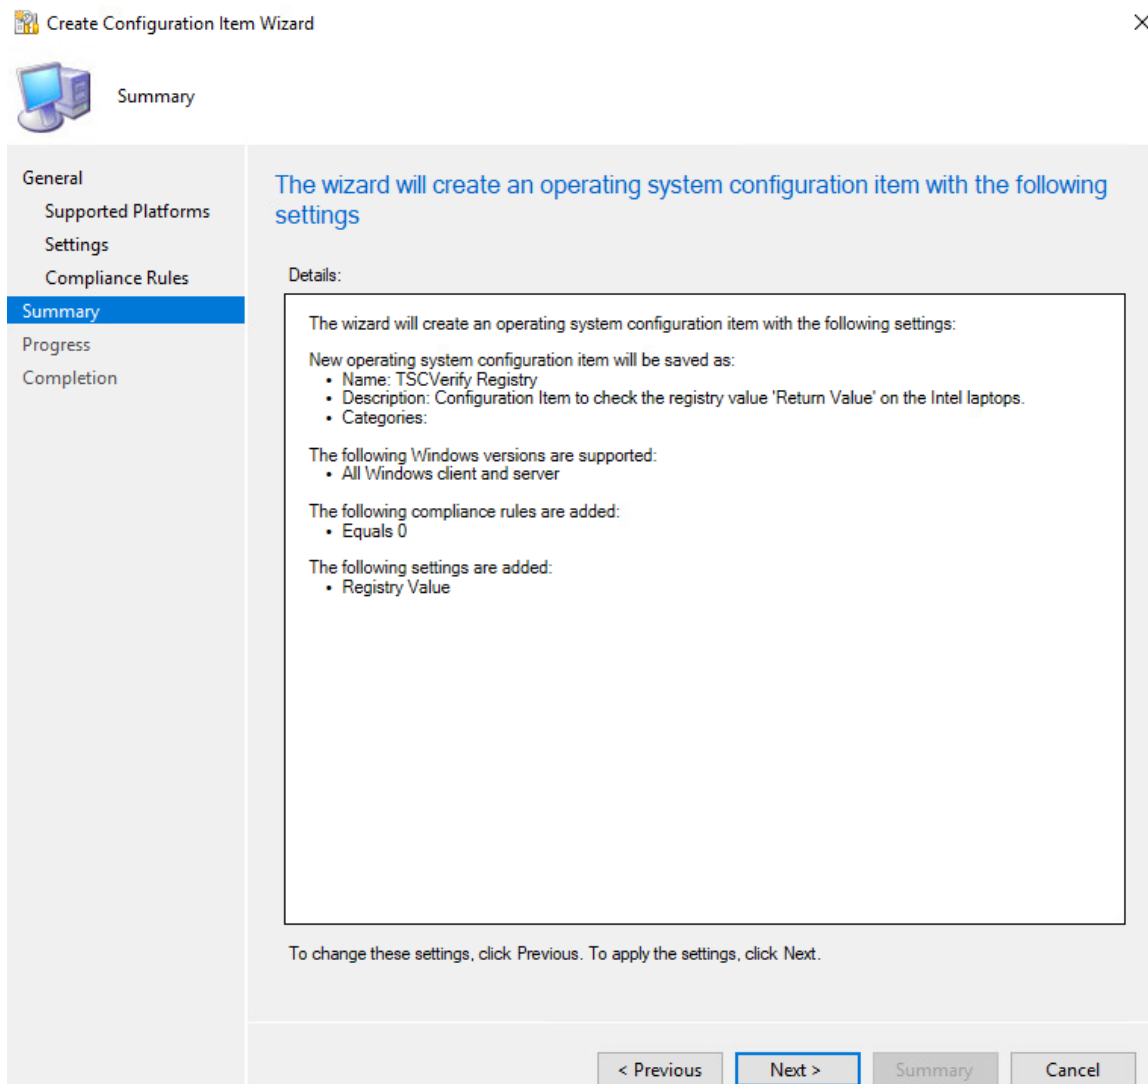 Create Configuration Item Wizard
Summary
General
Supported Platforms
Settings
Compliance Rules
Summary
Progress
Completion
The wizard will create an operating system configuration item with the following
settings
Details:
The wizard will create an operating system configuration item with the following settings:
New operating system configuration item will be saved as:
• Name: TSCVerify Registry
• Description: Configuration Item to check the registry value 'Return Value' on the Intel laptops.
• Categories:
The following Windows versions are supported:
• All Windows client and server
The following compliance rules are added:
• Equals 0
The following settings are added:
• Registry Value
To change these settings, click Previous. To apply the settings, click Next.
< Previous
Next >
Summary
Cancel